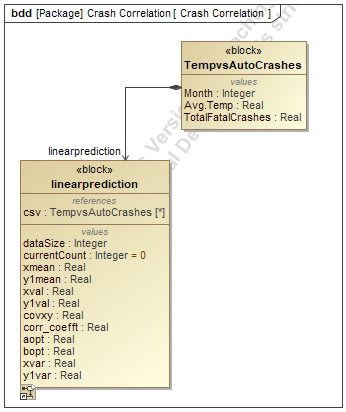 bdd [Package] Crash Correlation [ Crash Correlation ]
«block»
TempvsAutoCrashes
values
Month : Integer
Avg.Temp : Real
TotalFatalCrashes : Real
linearprediction
«block»
linearprediction
references
csv : TempvsAutoCrashes [*]
values
dataSize : Integer
currentCount : Integer = 0
xmean : Real
y1mean : Real
xval : Real
y1val : Real
covxy : Real
corr_coefft : Real
aopt : Real
bopt : Real
xvar : Real
y1var : Real